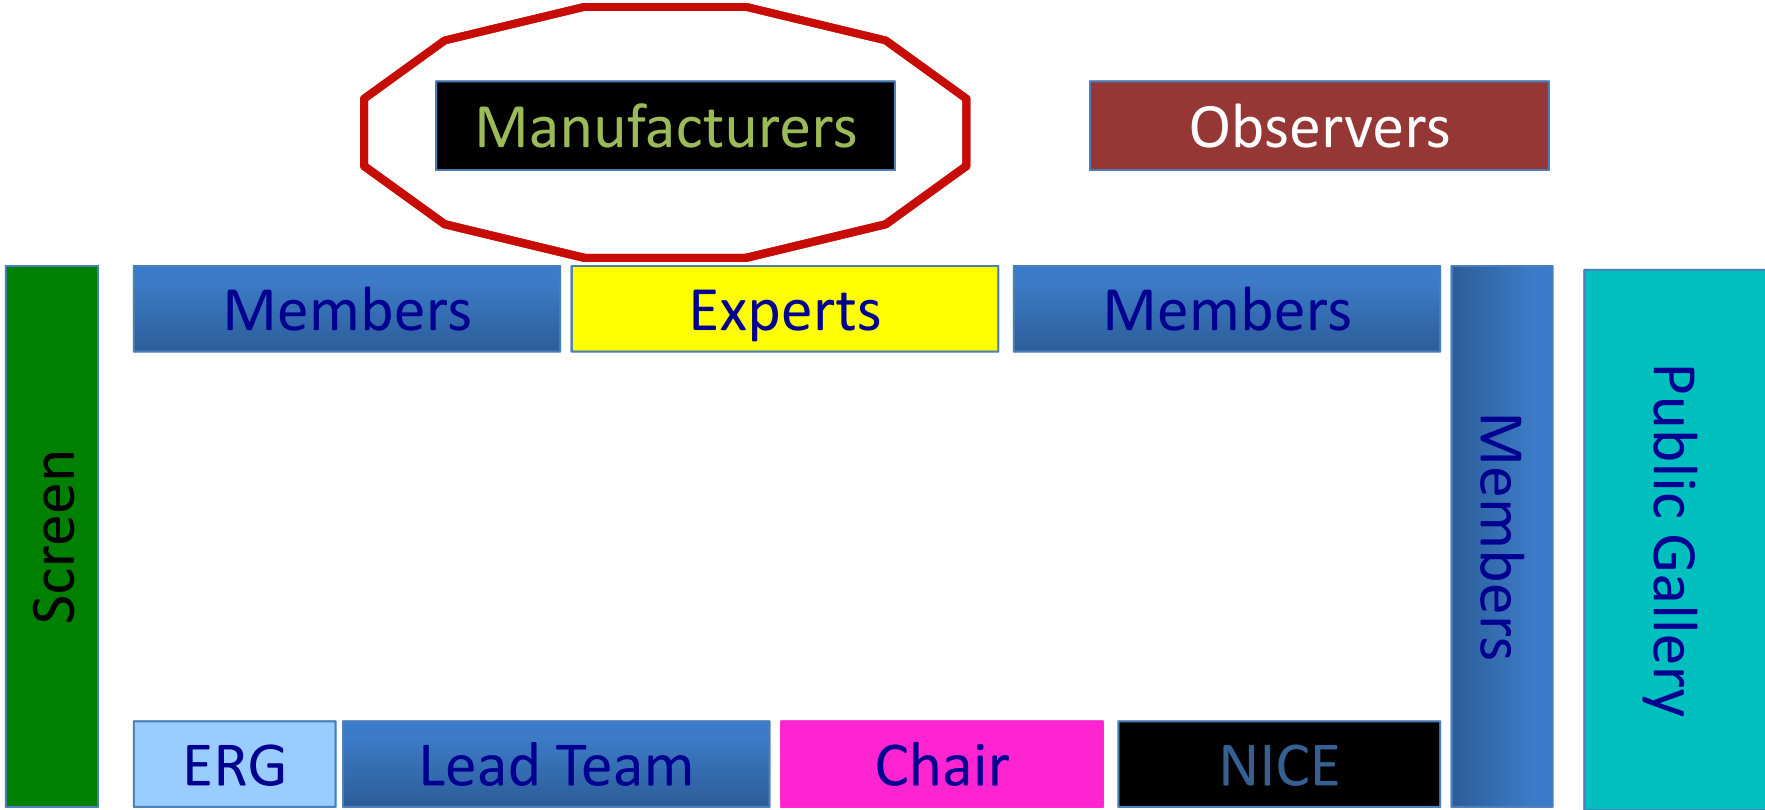 Manufacturers
Observers
Screen
Members
Experts
Members
Members
Public Gallery
ERG
Lead Team
Chair
NICE